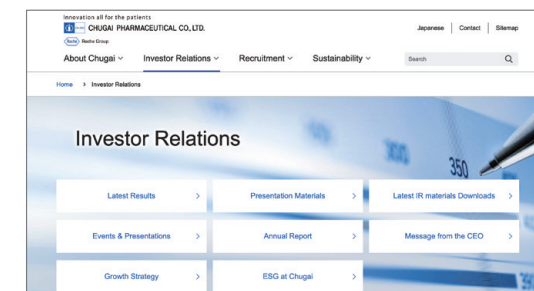 Innovation all for the patients
CHUGAI PHARMACEUTICAL CO., LTD.
Roche Roche Group
Japanese Contact Sitemap
About Chugai Investor Relations Recruitment Sustainability Search
Home Investor Relations
Investor Relations
300
350
Latest Results Presentation Materials Latest IR materials Downloads
Events & Presentations Annual Report Message from the CEO
Growth Strategy ESG at Chugai